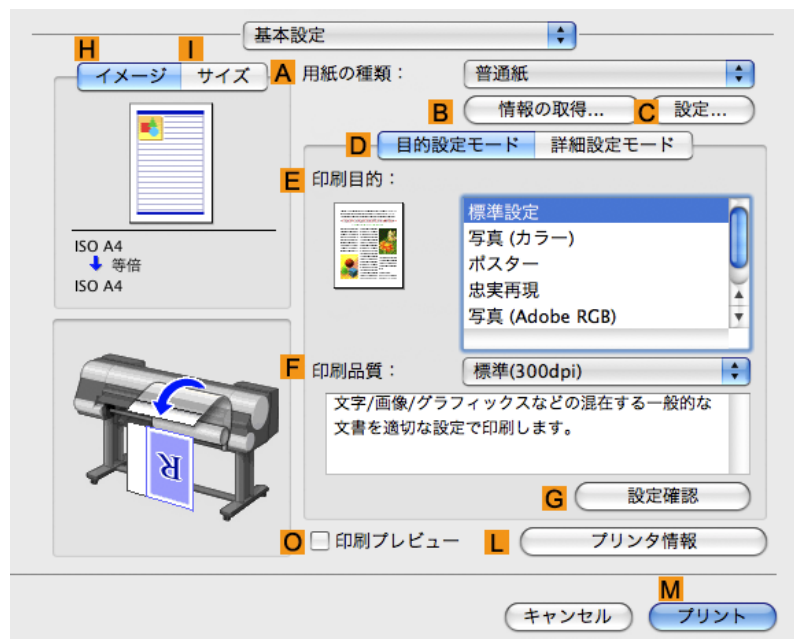 基本設定
H I
イメージ サイズ
A 用紙の種類： 普通紙
B 情報の取得... C 設定...
D 目的設定モード 詳細設定モード
E 印刷目的：
標準設定
写真 (カラー)
ポスター
忠実再現
写真 (Adobe RGB)
ISO A4
等倍
ISO A4
F 印刷品質： 標準(300dpi)
文字/画像/グラフィックスなどの混在する一般的な
文書を適切な設定で印刷します。
R
G 設定確認
O 印刷プレビュー L プリンタ情報
M
キャンセル プリント